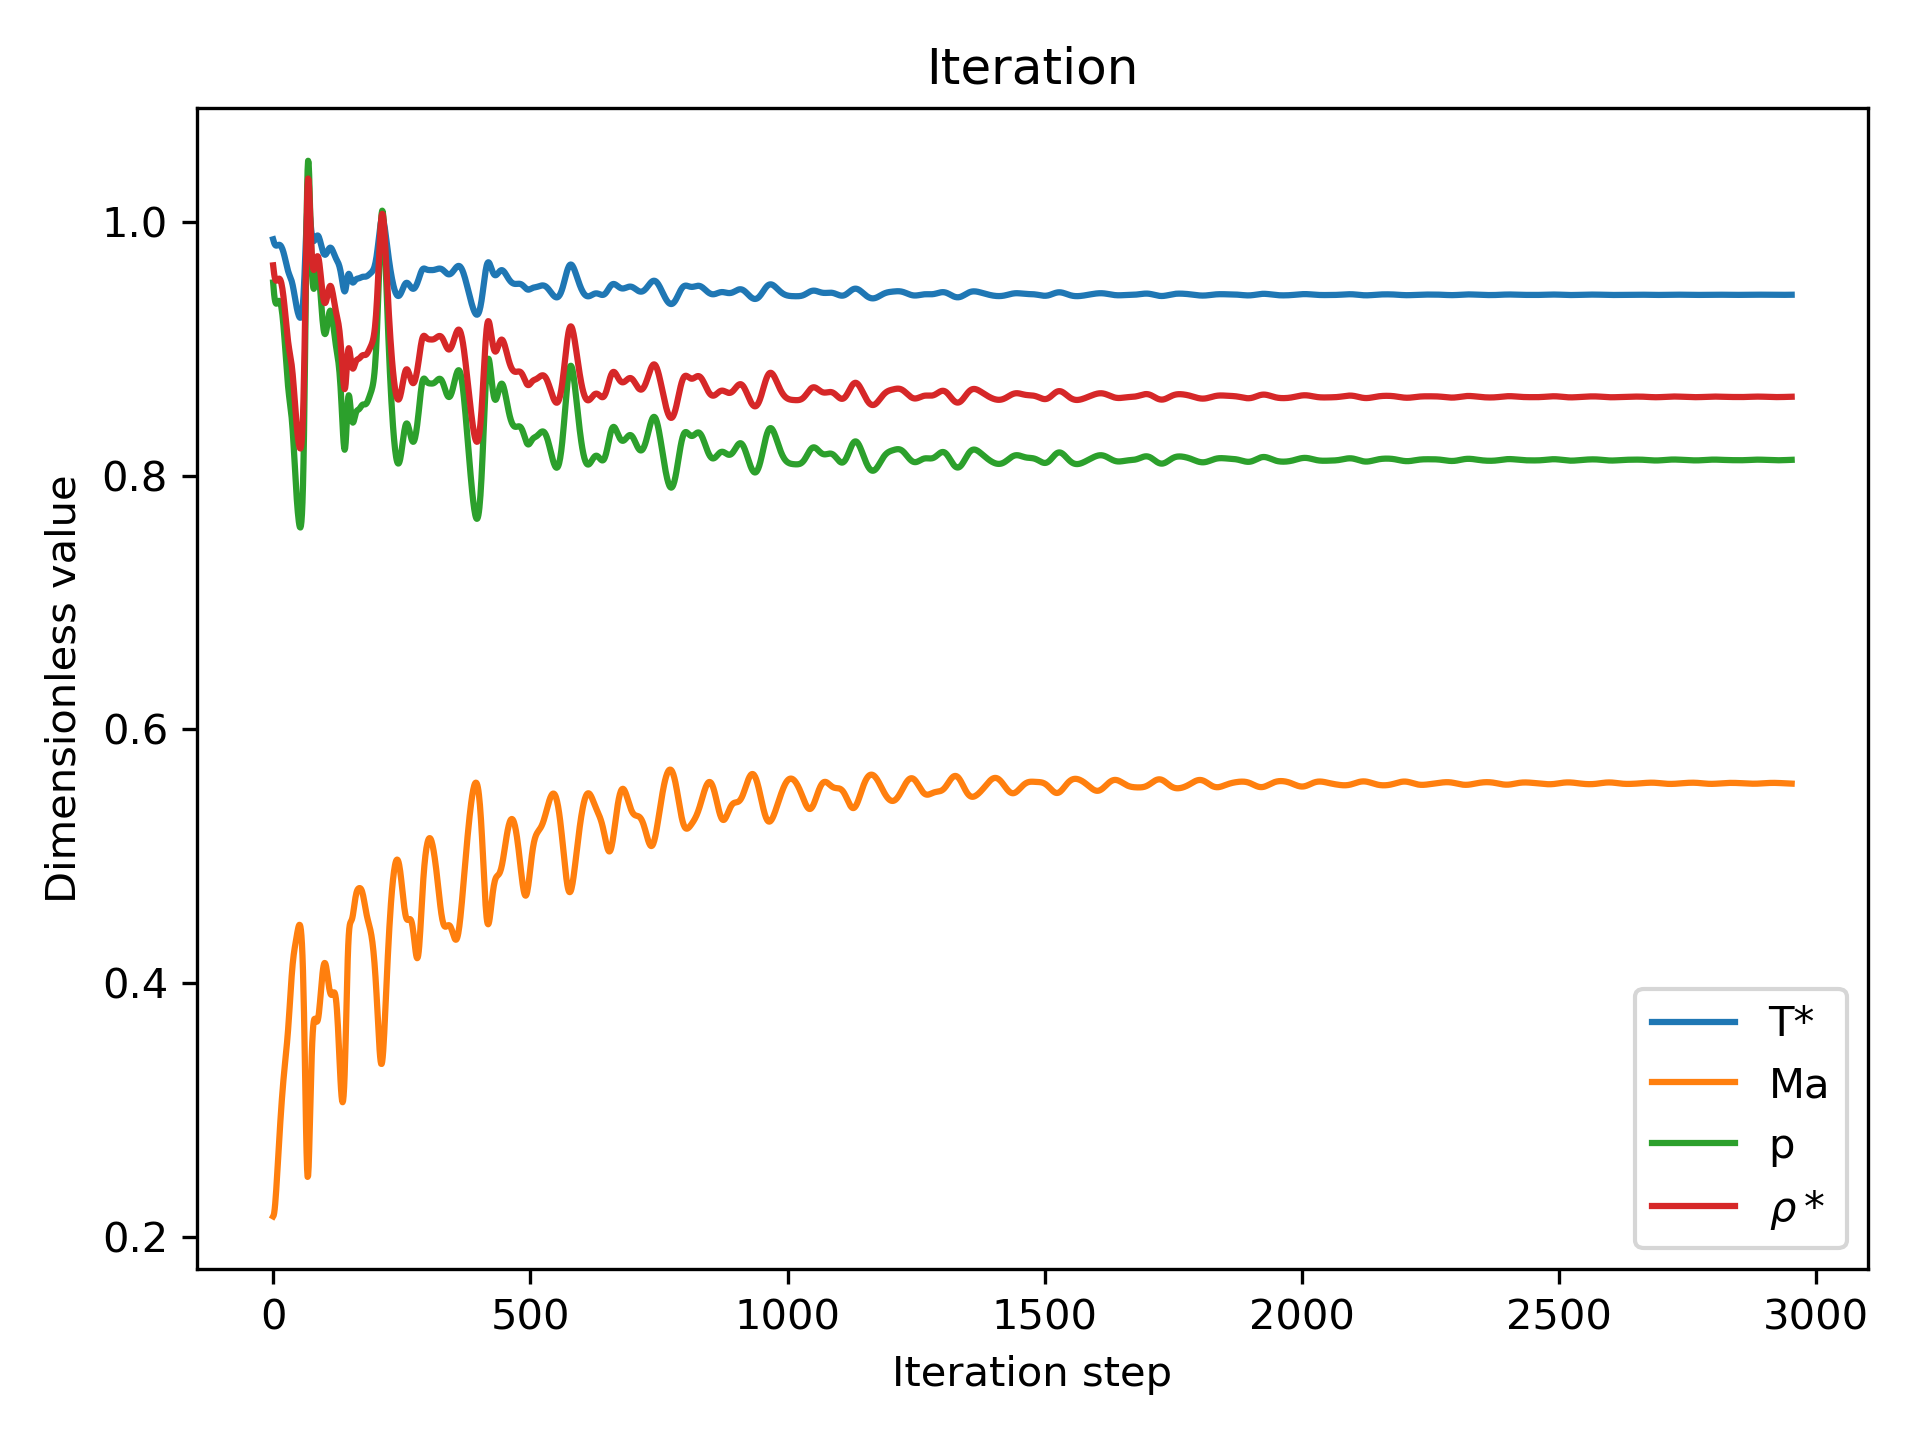 Iteration
Dimensionless value
1.0
0.8
0.6
0.4
0.2
T*
Ma
p
ρ*
0 500 1000 1500 2000 2500 3000
Iteration step